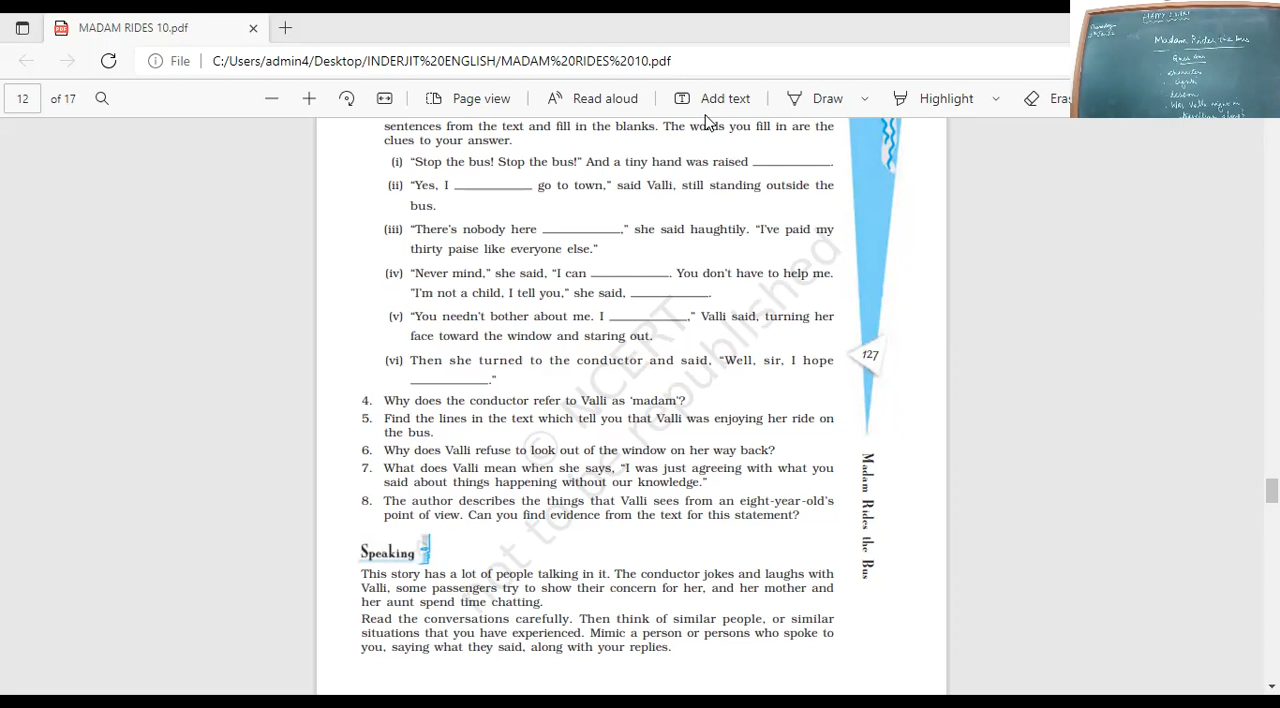 MADAM RIDES 10.pdf
File
C:/Users/admin4/Desktop/INDERJIT%20ENGLISH/MADAM%20RIDES%2010.pdf
12 of 17
Page view
Read aloud
Add text
Draw
Highlight
Eras
Madam Rides the Bus
sentences from the text and fill in the blanks. The words you fill in are the
clues to your answer.
(i) “Stop the bus! Stop the bus!” And a tiny hand was raised ____________.
(ii) “Yes, I ____________ go to town,” said Valli, still standing outside the
bus.
(iii) “There’s nobody here ____________,” she said haughtily. “I’ve paid my
thirty paise like everyone else.”
(iv) “Never mind,” she said, “I can ____________. You don’t have to help me.
“I’m not a child, I tell you,” she said, ____________.
(v) “You needn’t bother about me. I ____________,” Valli said, turning her
face toward the window and staring out.
(vi) Then she turned to the conductor and said, “Well, sir, I hope
____________.”
4. Why does the conductor refer to Valli as ‘madam’?
5. Find the lines in the text which tell you that Valli was enjoying her ride on
the bus.
6. Why does Valli refuse to look out of the window on her way back?
7. What does Valli mean when she says, “I was just agreeing with what you
said about things happening without our knowledge.”
8. The author describes the things that Valli sees from an eight-year-old’s
point of view. Can you find evidence from the text for this statement?
Speaking
This story has a lot of people talking in it. The conductor jokes and laughs with
Valli, some passengers try to show their concern for her, and her mother and
her aunt spend time chatting.
Read the conversations carefully. Then think of similar people, or similar
situations that you have experienced. Mimic a person or persons who spoke to
you, saying what they said, along with your replies.
127
Madam Rides the Bus
© NCERT
not to be republished